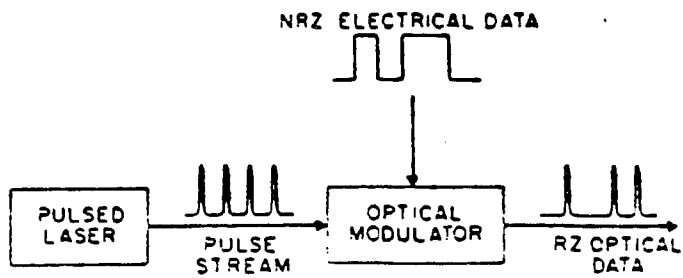 NRZ ELECTRICAL DATA
PULSED
LASER
PULSE
STREAM
OPTICAL
MODULATOR
RZ OPTICAL
DATA